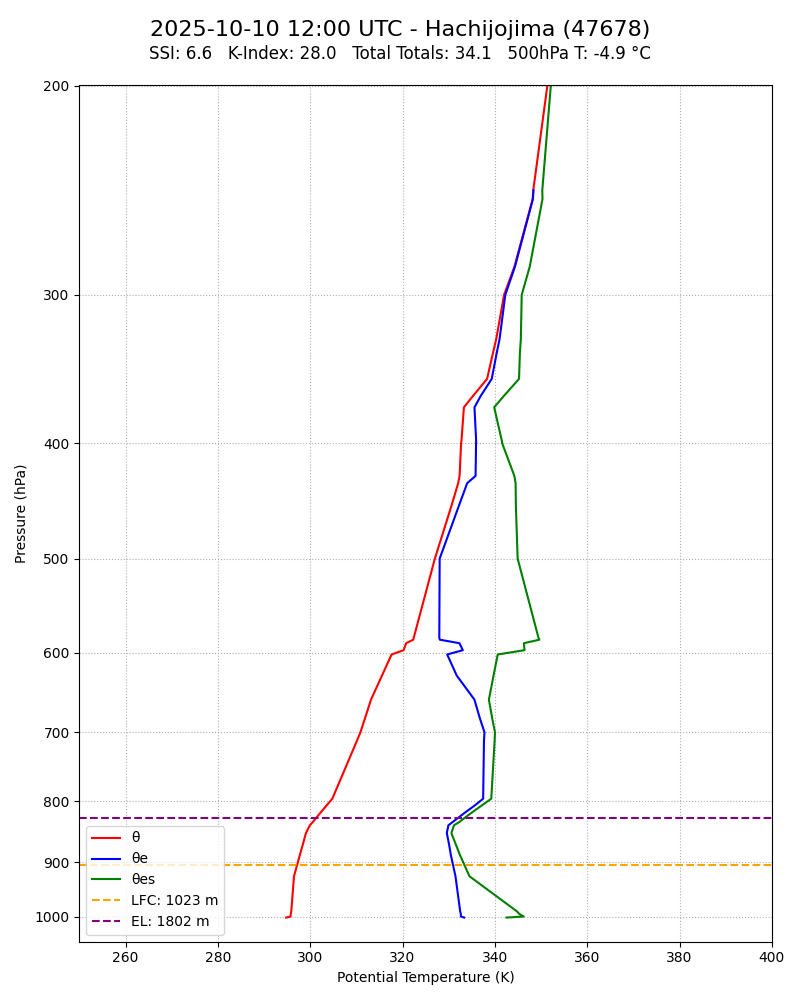 2025-10-10 12:00 UTC - Hachijojima (47678)
SSI: 6.6   K-Index: 28.0   Total Totals: 34.1   500hPa T: -4.9 °C
200
300
400
500
600
700
800
900
1000
Pressure (hPa)
θ
θe
θes
LFC: 1023 m
EL: 1802 m
260 280 300 320 340 360 380 400
Potential Temperature (K)